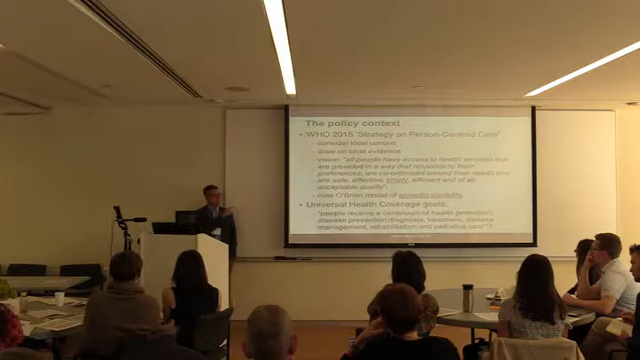 The policy context
• WHO 2015 'Strategy on Person-Centred Care'
– consider local context
– draw on local evidence
– vision: "all people have access to health services that
are provided in a way that responds to their
preferences, are co-ordinated around their needs and
are safe, effective, timely, efficient and of an
acceptable quality".
– note O'Brien model of episodic disability
• Universal Health Coverage goals:
– "people receive a continuum of health promotion,
disease prevention diagnosis, treatment, disease
management, rehabilitation and palliative care"?